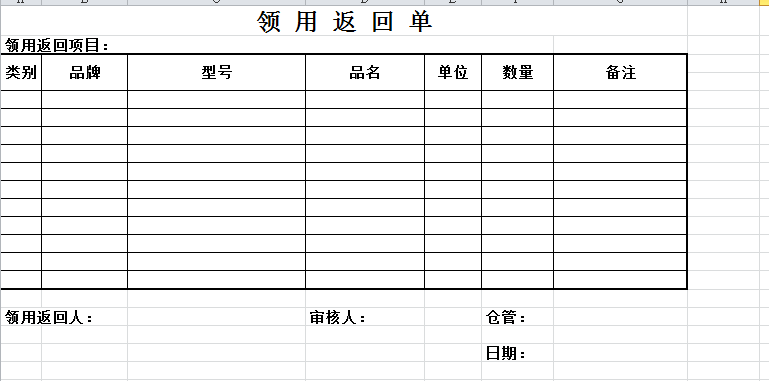 领用返回单
领用返回项目：
类别 品牌 型号 品名 单位 数量 备注
领用返回人： 审核人： 仓管：
日期：